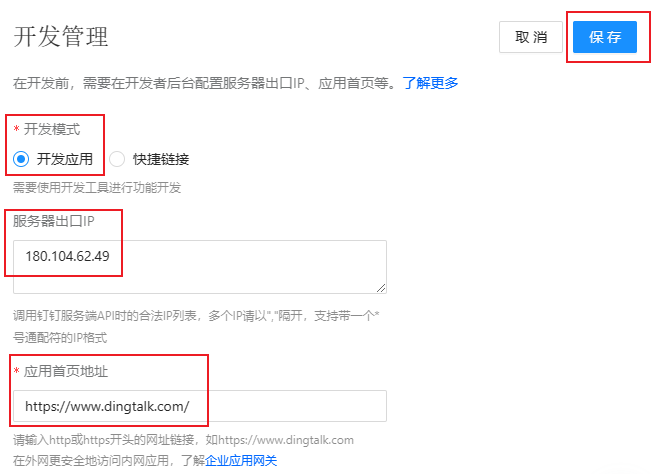 开发管理
取 消
保 存
在开发前，需要在开发者后台配置服务器出口IP、应用首页等。了解更多
* 开发模式
开发应用
快捷链接
需要使用开发工具进行功能开发
服务器出口IP
180.104.62.49
调用钉钉服务端API时的合法IP列表，多个IP请以","隔开，支持带一个*
号通配符的IP格式
* 应用首页地址
https://www.dingtalk.com/
请输入http或https开头的网址链接，如https://www.dingtalk.com
在外网更安全地访问内网应用，了解企业应用网关